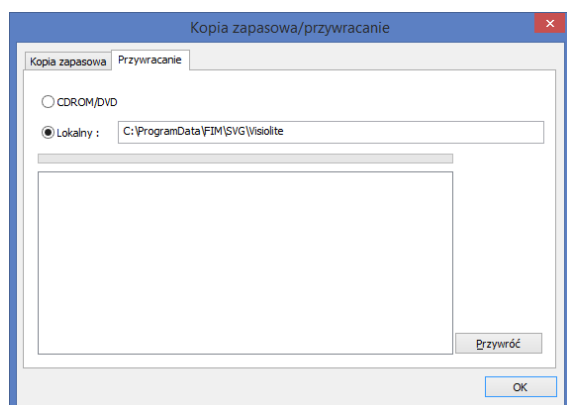 Kopia zapasowa/przywracanie
Kopia zapasowa Przywracanie
CDROM/DVD
Lokalny : C:\ProgramData\FIM\SVG\Visiolite
Przywróć
OK